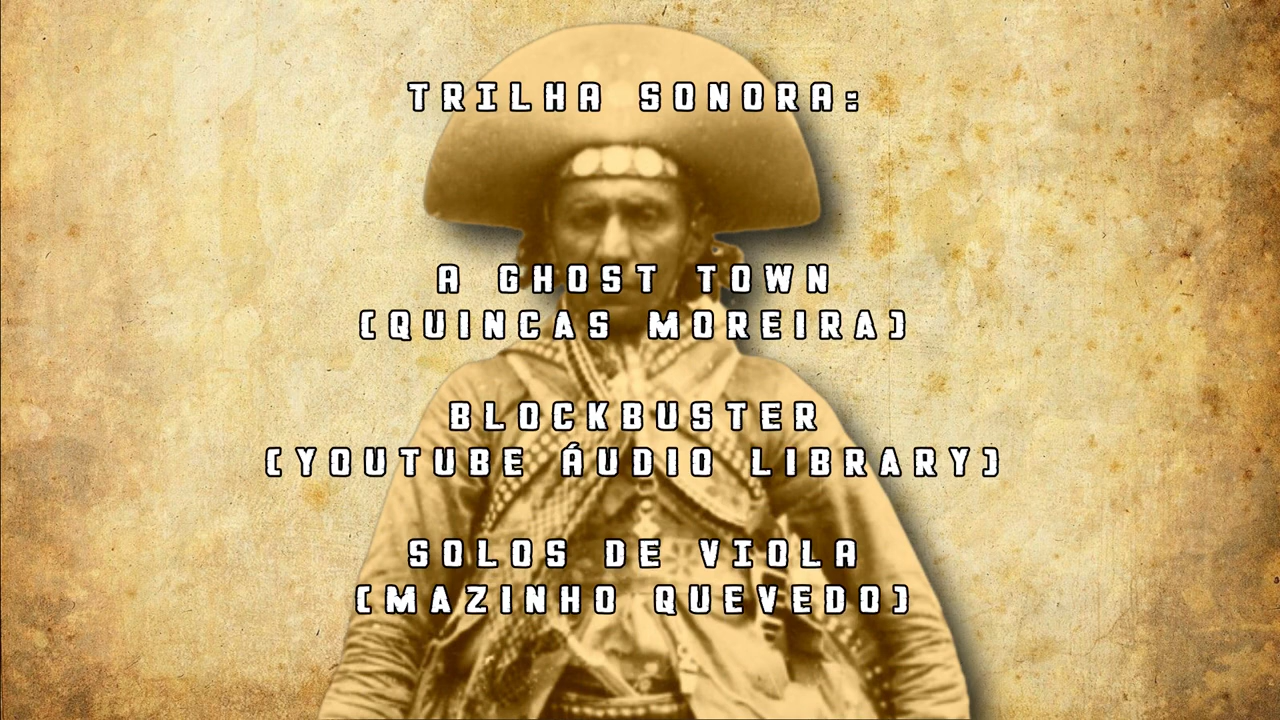 TRILHA SONORA:
A GHOST TOWN
(QUINCAS MOREIRA)
BLOCKBUSTER
(YOUTUBE ÁUDIO LIBRARY)
SOLOS DE VIOLA
(MAZINHO QUEVEDO)